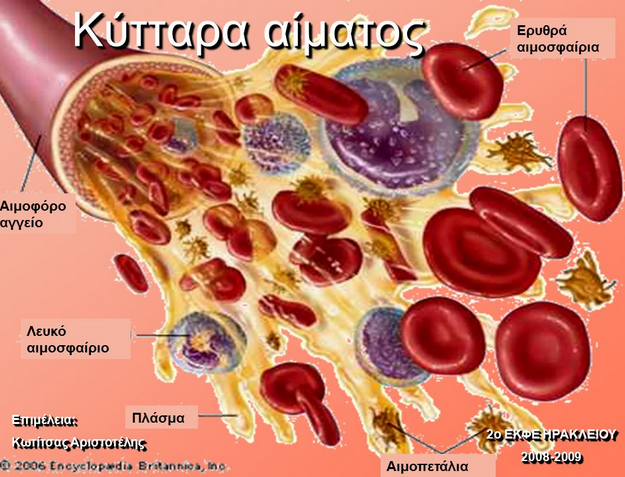 Κύτταρα αίματος
Ερυθρά
αιμοσφαίρια
Αιμοφόρο
αγγείο
Λευκό
αιμοσφαίριο
Πλάσμα
Επιμέλεια:
Κωπίτσας Αριστοτέλης
2ο ΕΚΦΕ ΗΡΑΚΛΕΙΟΥ
2008-2009
Αιμοπετάλια
© 2006 Encyclopædia Britannica, Inc.